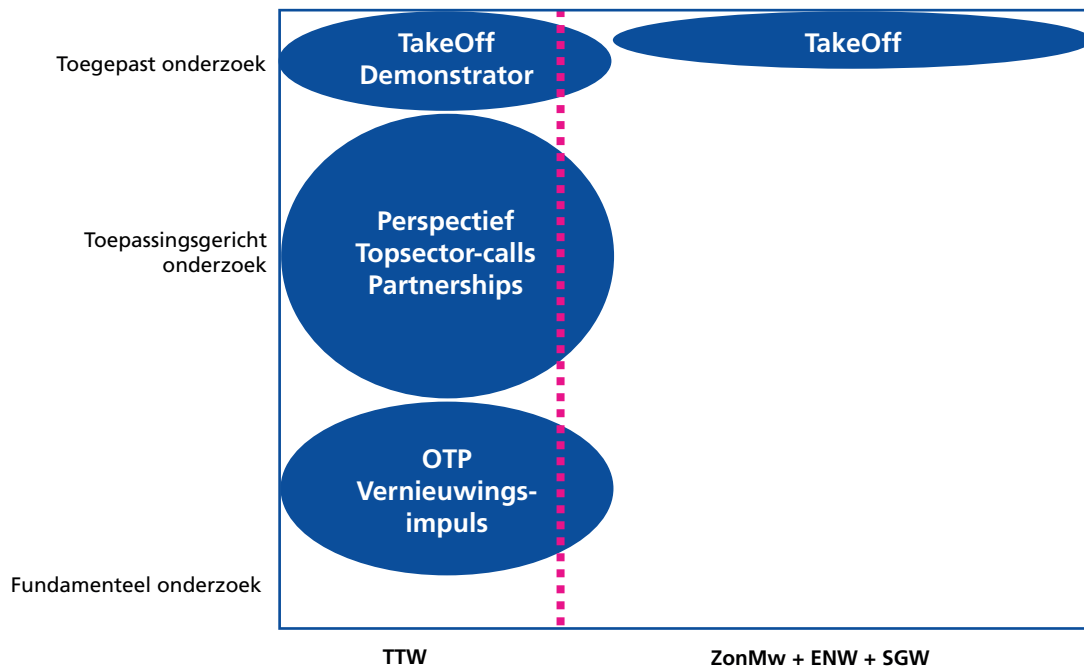 TakeOff
Demonstrator
TakeOff
Toegepast onderzoek
Perspectief
Topsector-calls
Partnerships
Toepassingsgericht
onderzoek
OTP
Vernieuwings-
impuls
Fundamenteel onderzoek
TTW
ZonMw + ENW + SGW